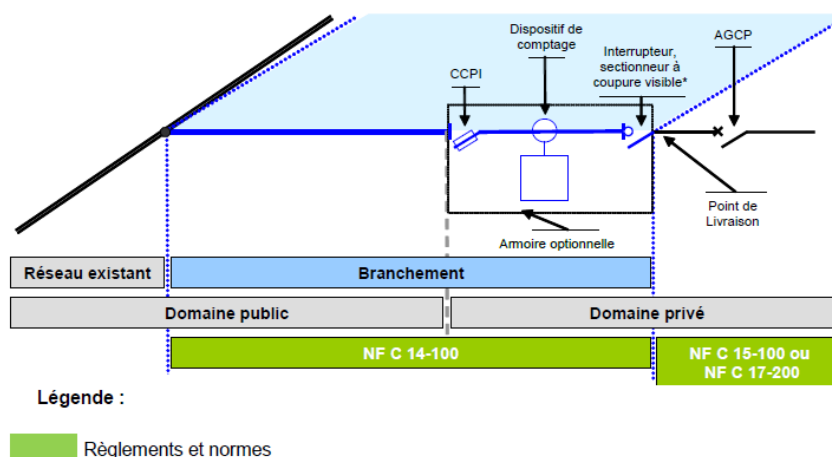 Dispositif de
comptage
Interrupteur,
sectionneur à
coupure visible*
AGCP
CCPI
Point de
Livraison
Armoire optionnelle
Réseau existant
Branchement
Domaine public
Domaine privé
NF C 14-100
NF C 15-100 ou
NF C 17-200
Légende :
Règlements et normes